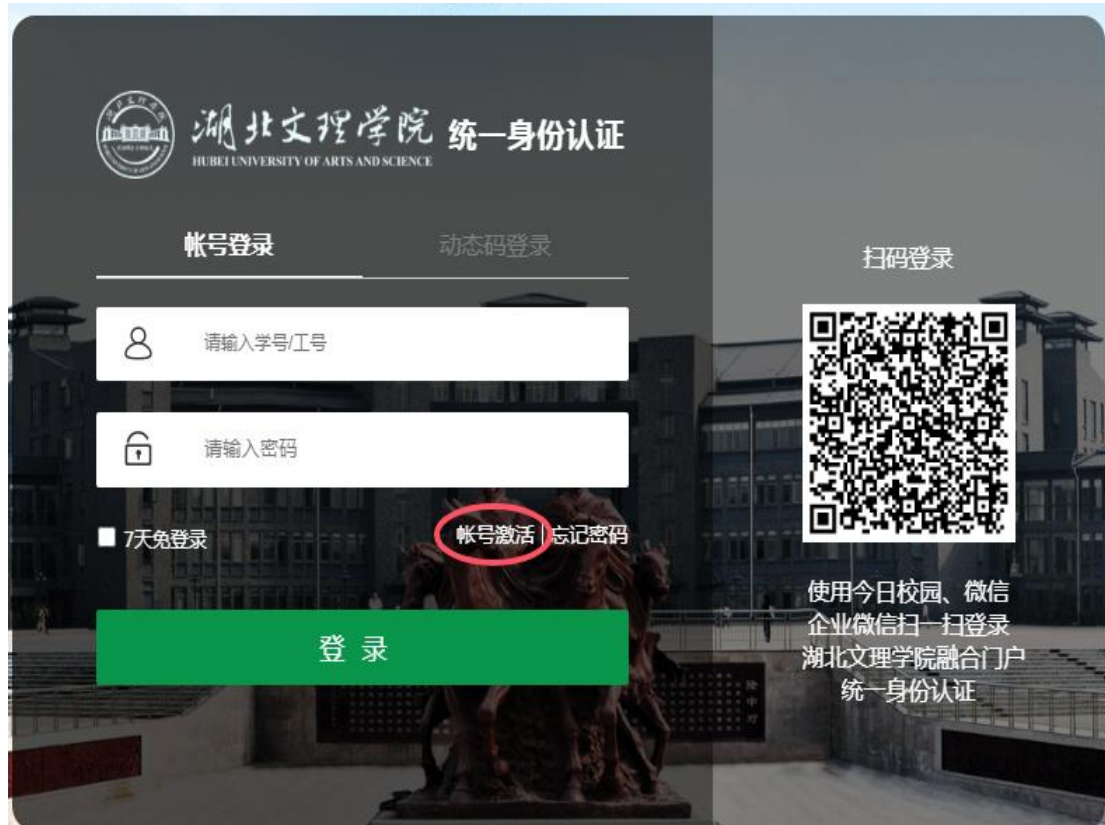 湖北文理学院 统一身份认证
HUBEI UNIVERSITY OF ARTS AND SCIENCE
帐号登录 动态码登录
请输入学号/工号
请输入密码
7天免登录 帐号激活 | 忘记密码
登 录
扫码登录
使用今日校园、微信
企业微信扫一扫登录
湖北文理学院融合门户
统一身份认证